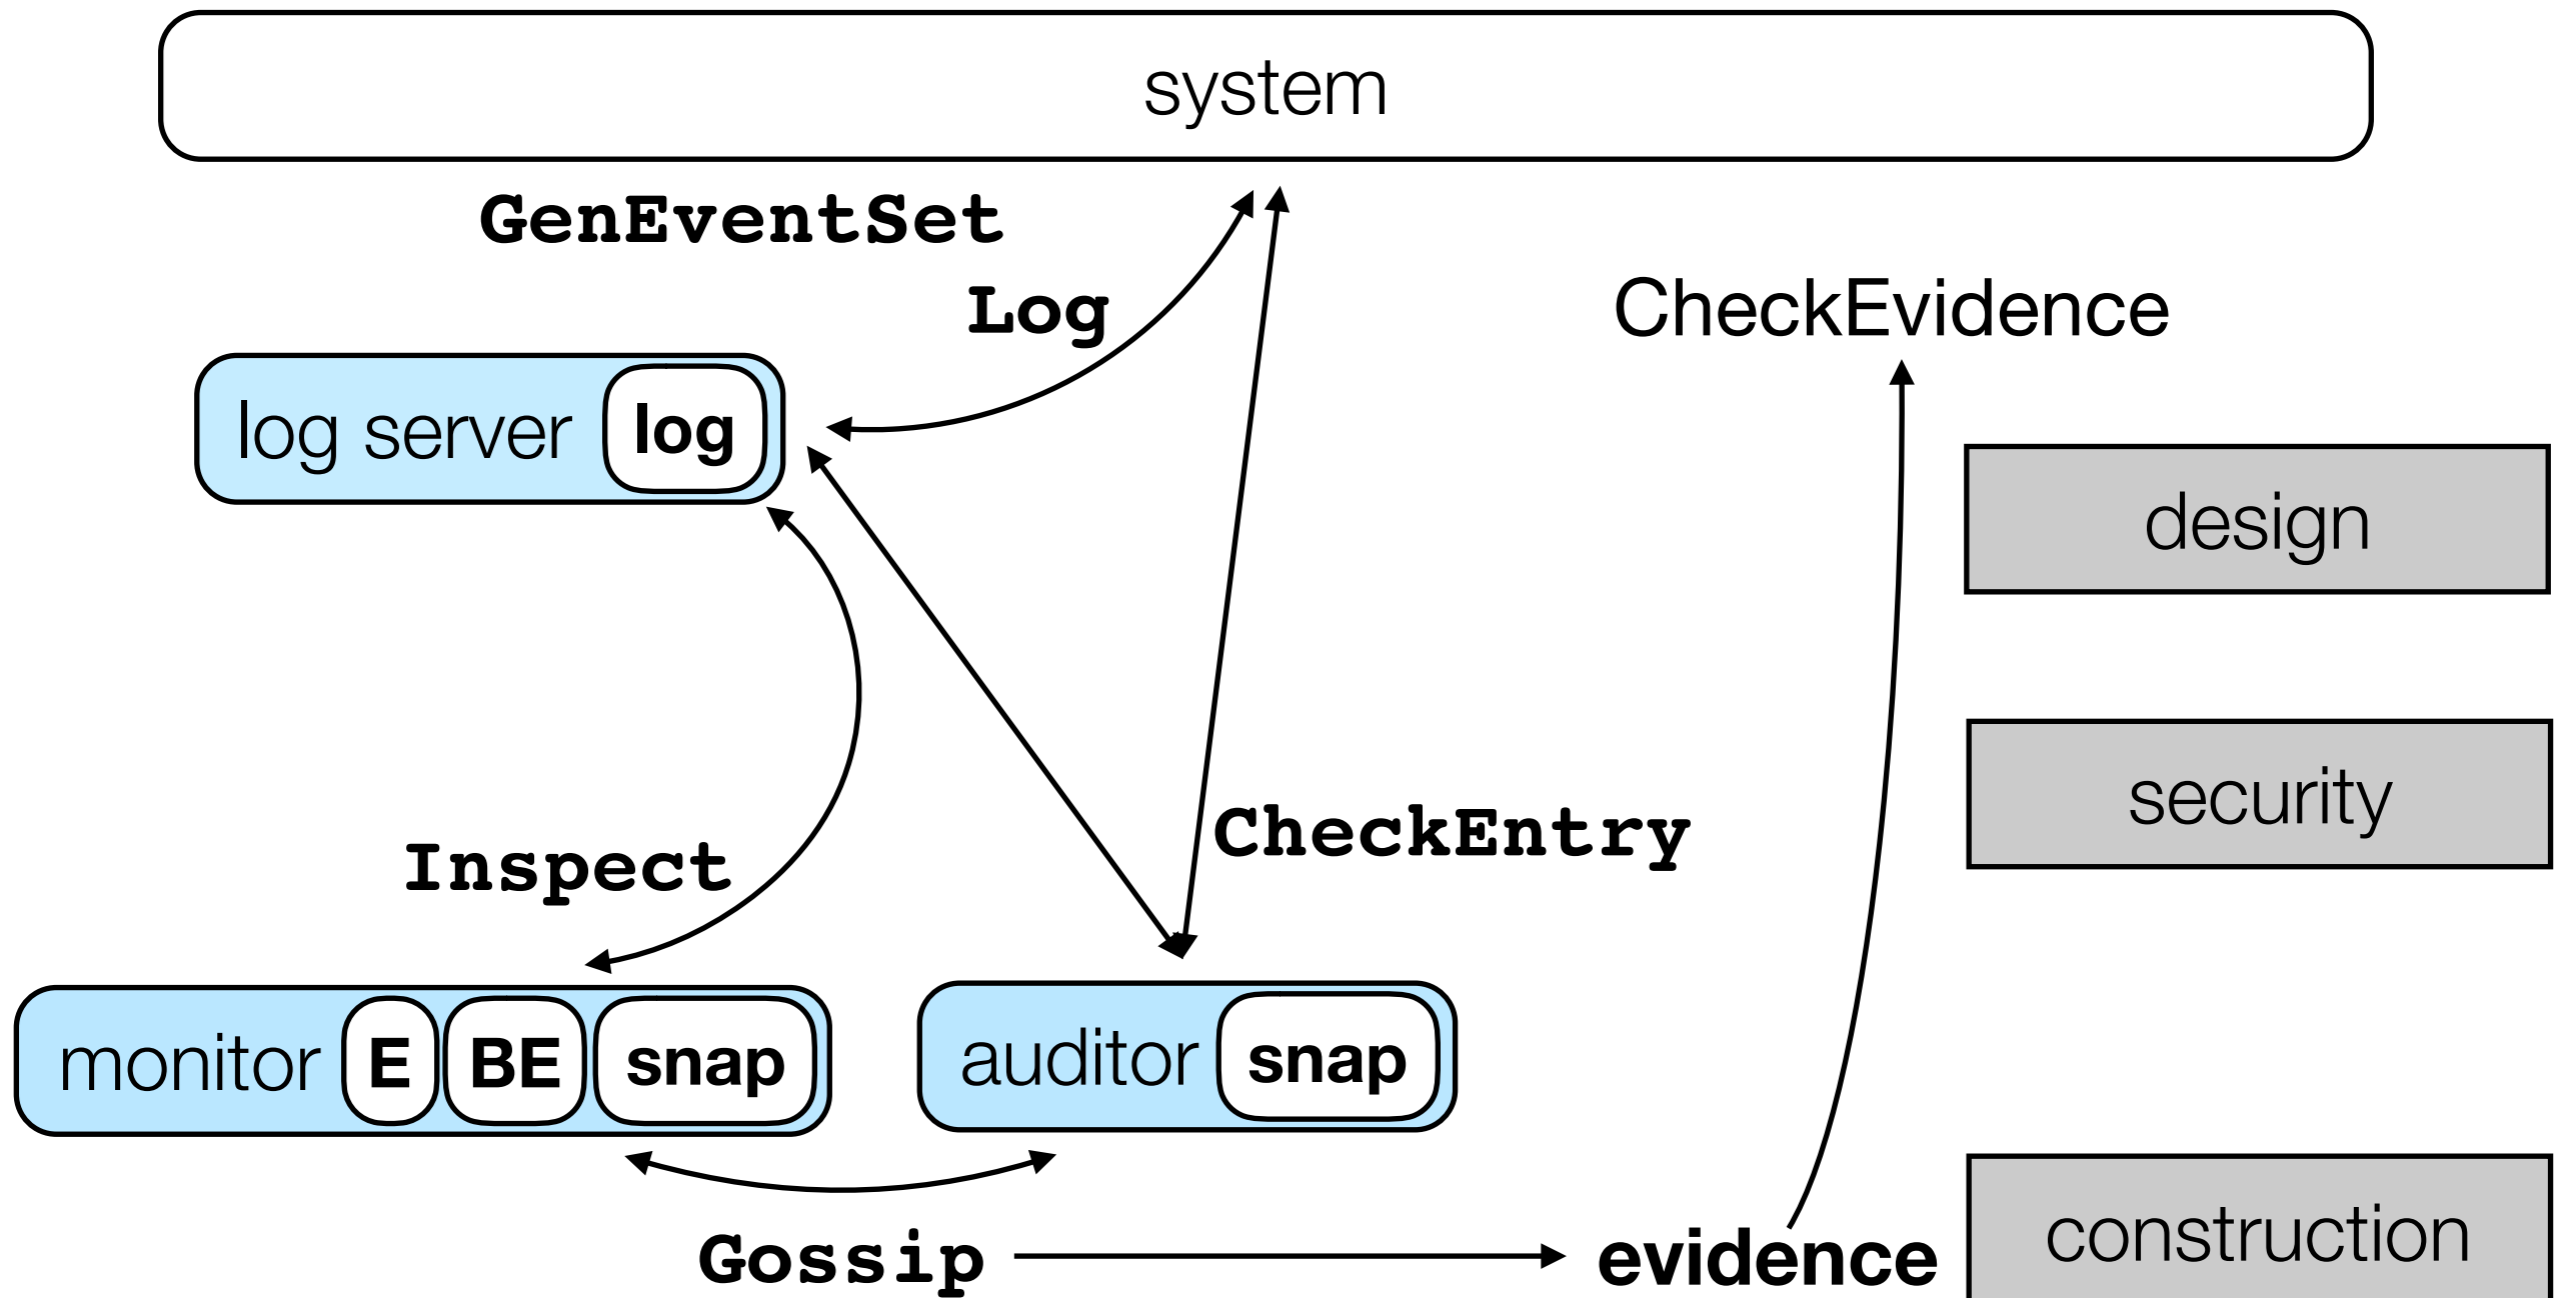 system
GenEventSet
Log
CheckEvidence
log server log
design
security
CheckEntry
Inspect
monitor E BE snap
auditor snap
Gossip
evidence
construction